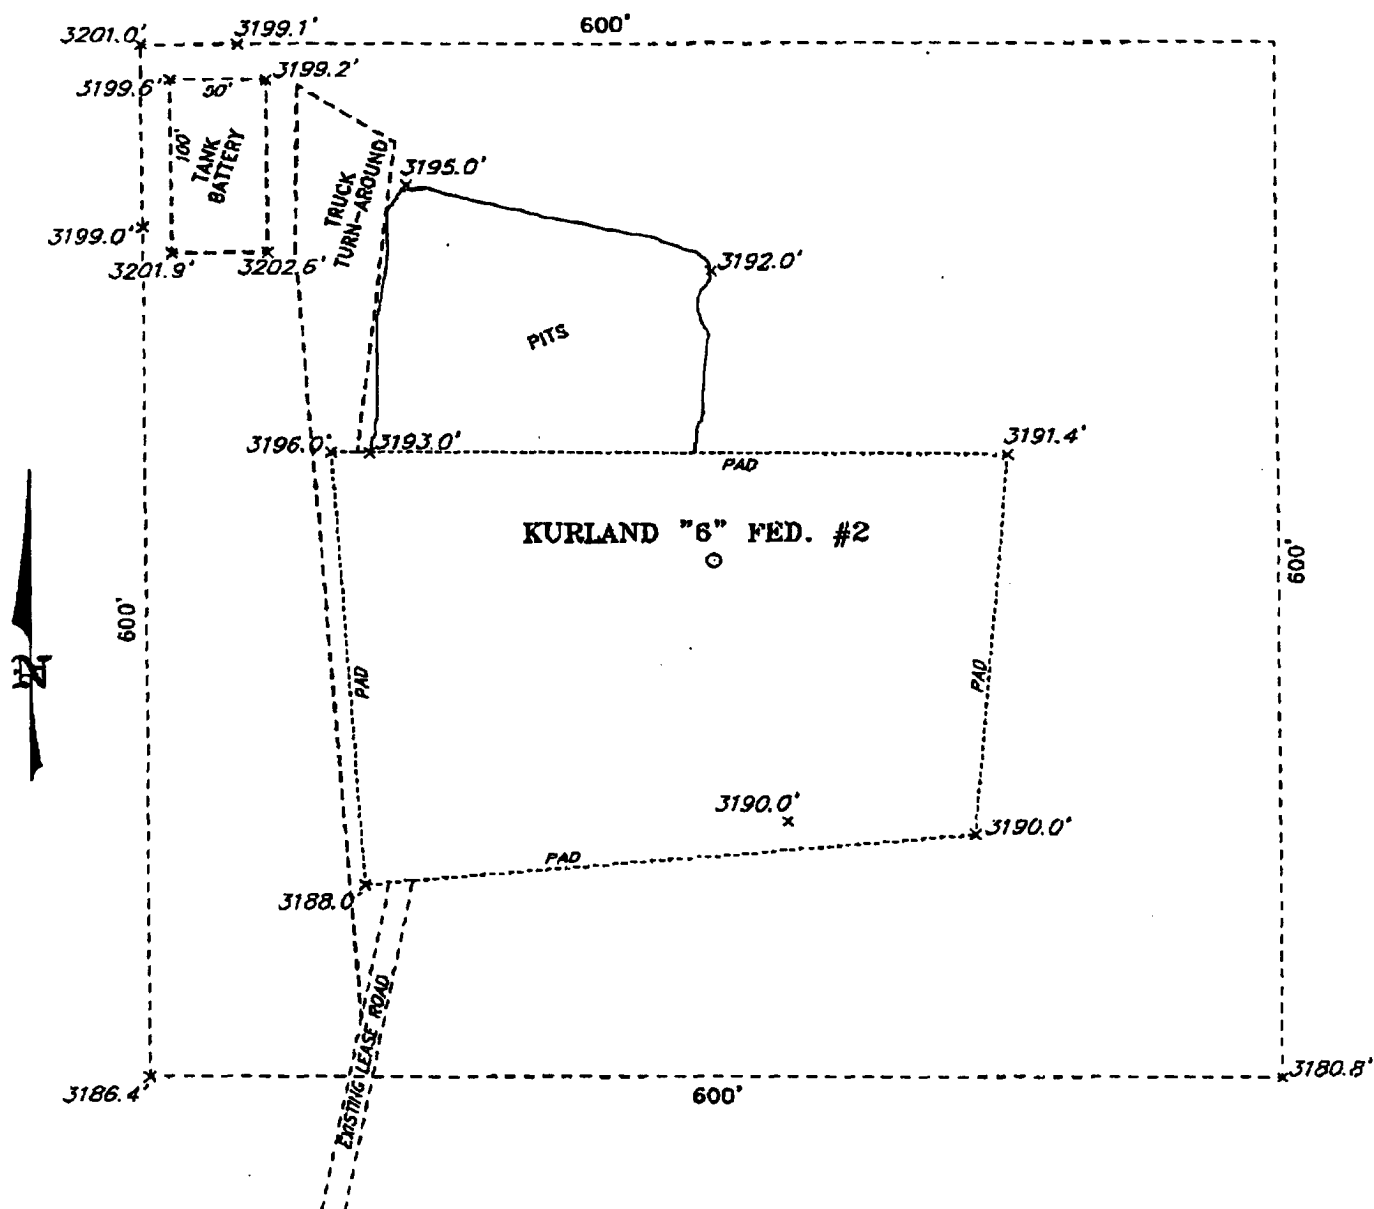 600'
3201.0'
3199.1'
3199.6'
3199.2'
100'
TANK
BATTERY
TRUCK
TURN-AROUND
3195.0'
3199.0'
3201.9'
3202.6'
3192.0'
PITS
3196.0'
3193.0'
3191.4'
PAD
KURLAND "6" FED. #2
600'
600'
PAD
PAD
3190.0'
3190.0'
PAD
3188.0
EXISTING LEASE ROAD
3186.4'
600'
3180.8'